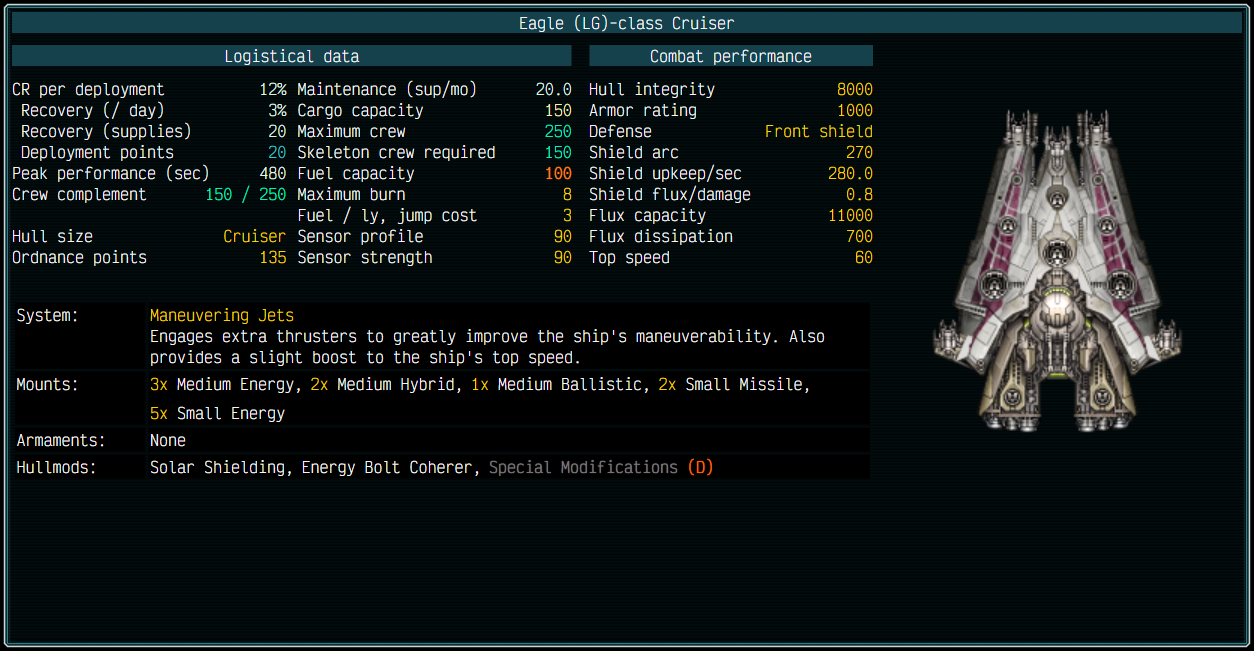 Eagle (LG)-class Cruiser
Logistical data
CR per deployment 12%
Recovery (/ day) 3%
Recovery (supplies) 20
Deployment points 20
Peak performance (sec) 480
Crew complement 150 / 250
Hull size Cruiser
Ordnance points 135
Maintenance (sup/mo) 20.0
Cargo capacity 150
Maximum crew 250
Skeleton crew required 150
Fuel capacity 100
Maximum burn 8
Fuel / ly, jump cost 3
Sensor profile 90
Sensor strength 90
Combat performance
Hull integrity 8000
Armor rating 1000
Defense Front shield
Shield arc 270
Shield upkeep/sec 280.0
Shield flux/damage 0.8
Flux capacity 11000
Flux dissipation 700
Top speed 60
System: Maneuvering Jets
Engages extra thrusters to greatly improve the ship's maneuverability. Also
provides a slight boost to the ship's top speed.
Mounts: 3x Medium Energy, 2x Medium Hybrid, 1x Medium Ballistic, 2x Small Missile,
5x Small Energy
Armaments: None
Hullmods: Solar Shielding, Energy Bolt Coherer, Special Modifications (D)